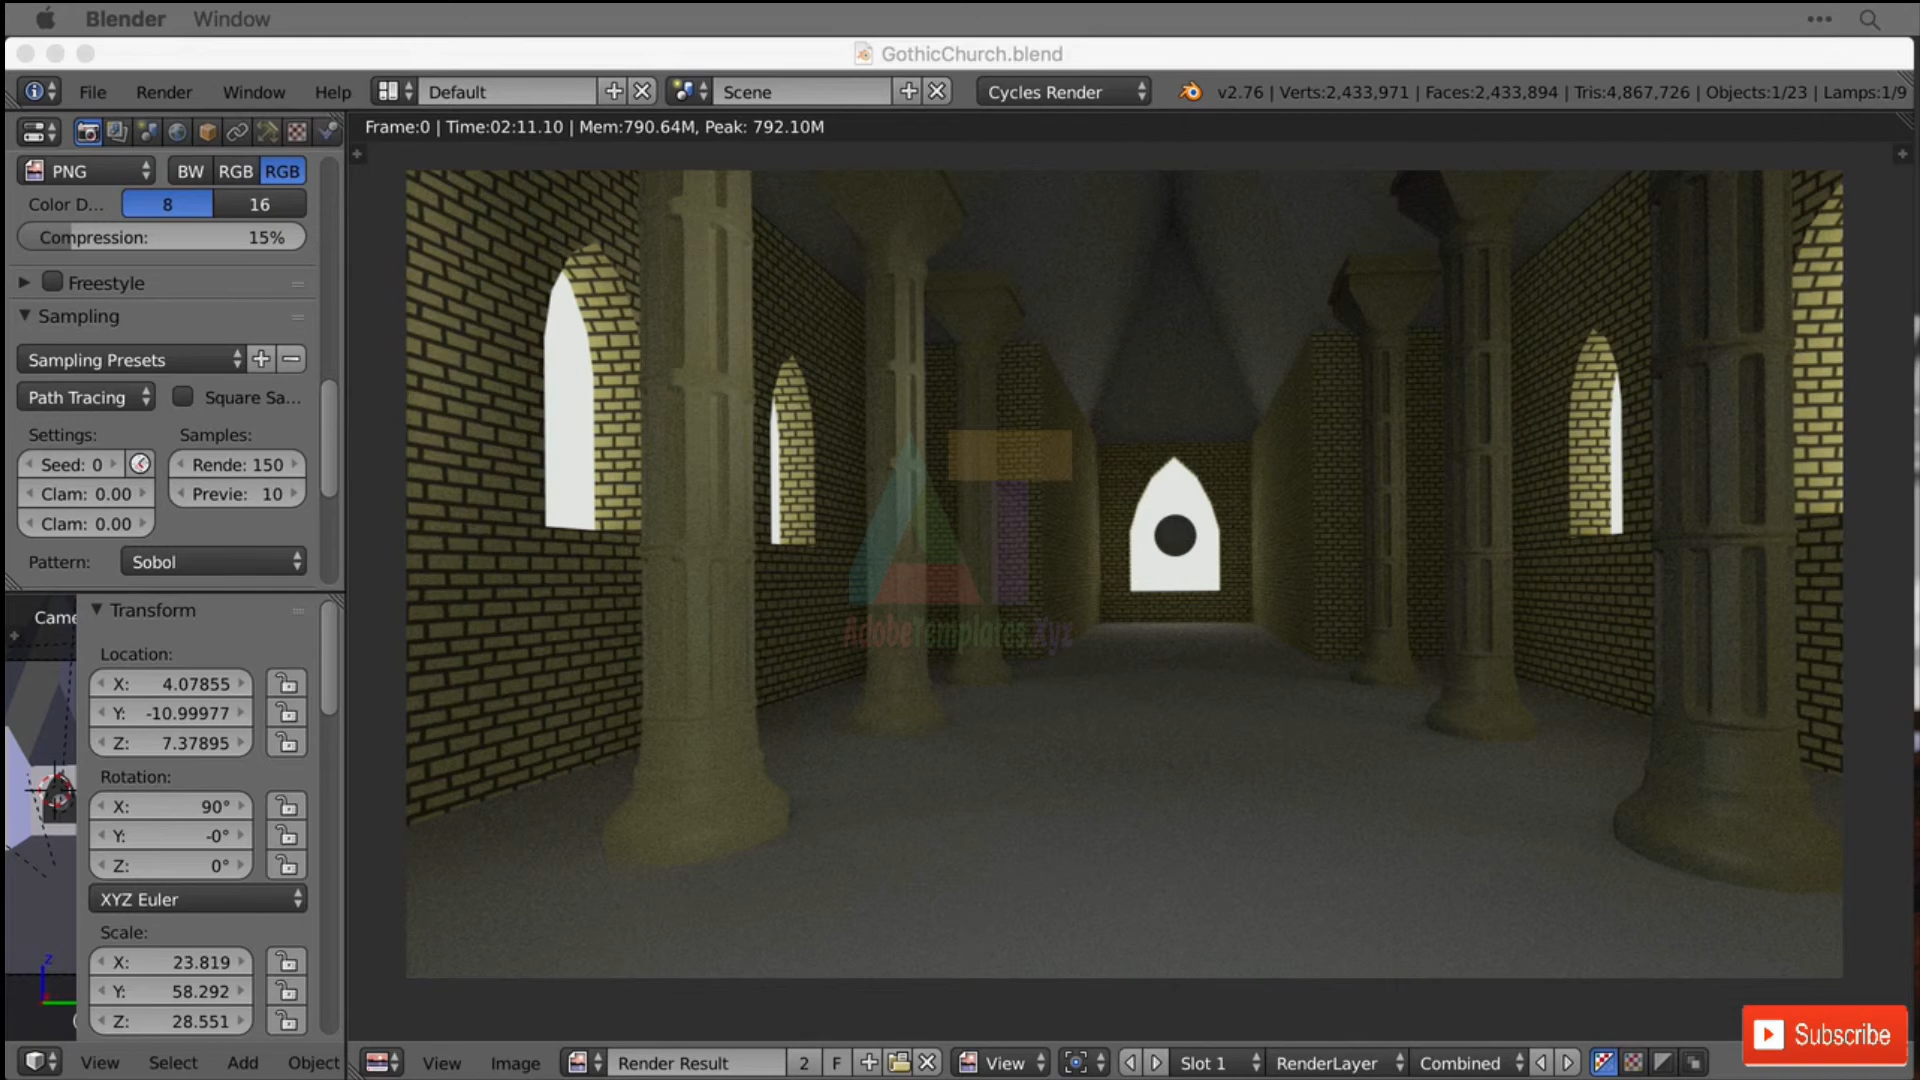 Blender Window
GothicChurch.blend
File Render Window Help Default Scene Cycles Render v2.76 | Verts:2,433,971 | Faces:2,433,894 | Tris:4,867,726 | Objects:1/23 | Lamps:1/9
Frame:0 | Time:02:11.10 | Mem:790.64M, Peak: 792.10M
PNG BW RGB RGB
Color D... 8 16
Compression: 15%
Freestyle
Sampling
Sampling Presets
Path Tracing Square Sa...
Settings: Samples:
Seed: 0 Rende: 150
Clam: 0.00 Previe: 10
Clam: 0.00
Pattern: Sobol
Came Transform
Location:
X: 4.07855
Y: -10.99977
Z: 7.37895
Rotation:
X: 90°
Y: -0°
Z: 0°
XYZ Euler
Scale:
X: 23.819
Y: 58.292
Z: 28.551
AdobeTemplates.Xyz
Subscribe
View Select Add Object View Image Render Result 2 F View Slot 1 RenderLayer Combined